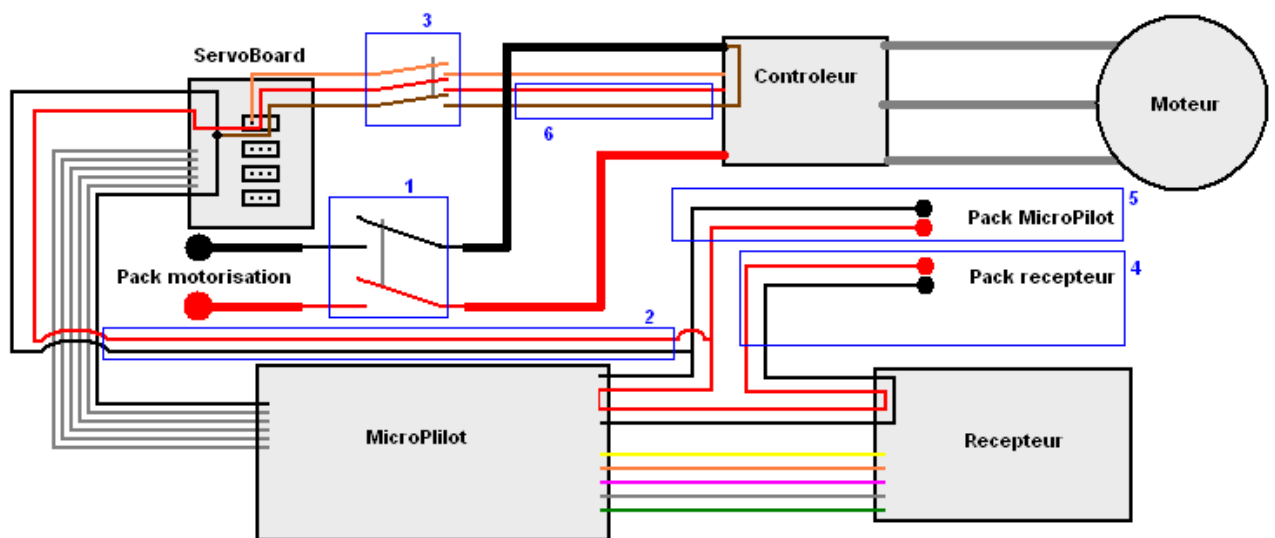 3
ServoBoard
Controleur
Moteur
6
1
5
Pack MicroPilot
Pack motorisation
Pack recepteur
4
2
MicroPlilot
Recepteur